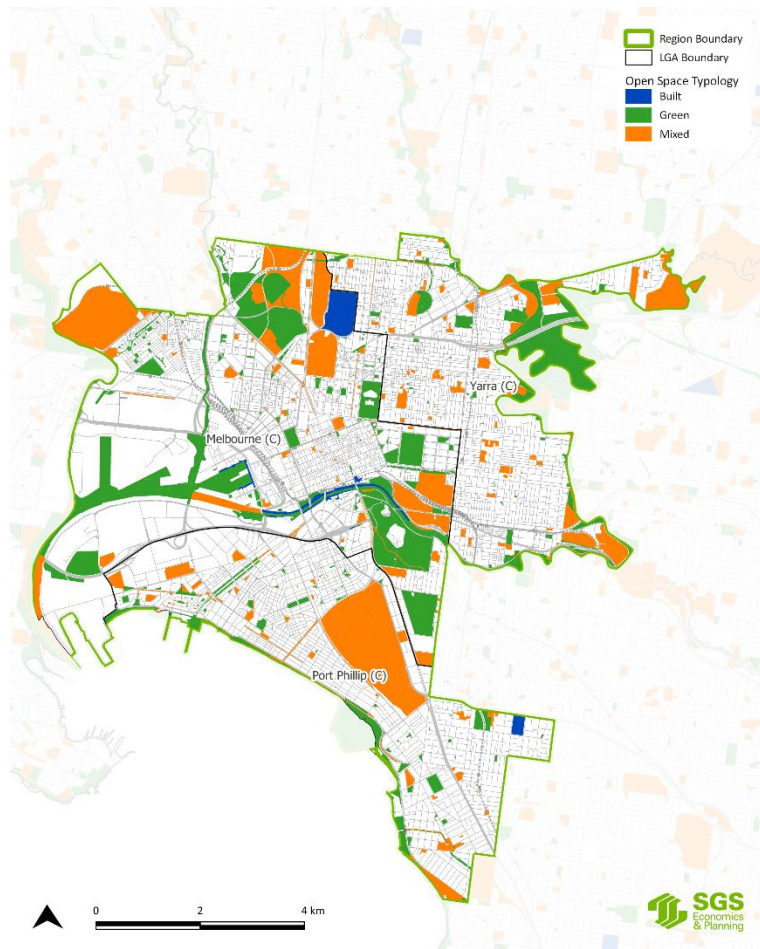 Region Boundary
LGA Boundary
Open Space Typology
Built
Green
Mixed
Yarra (C)
Melbourne (C)
Port Phillip (C)
0 2 4 km
SGS
Economics
& Planning